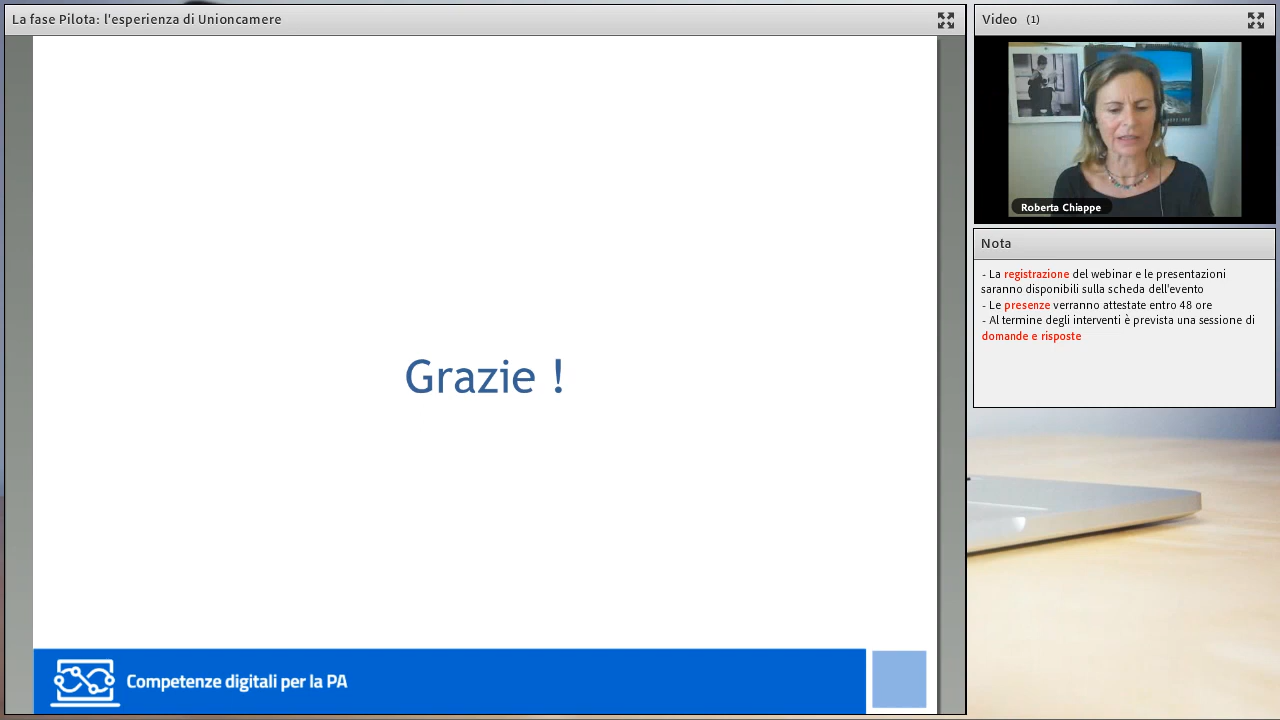 La fase Pilota: l'esperienza di Unioncamere
Grazie !
Competenze digitali per la PA
Video (1)
Roberta Chiappe
Nota
- La registrazione del webinar e le presentazioni
saranno disponibili sulla scheda dell'evento
- Le presenze verranno attestate entro 48 ore
- Al termine degli interventi è prevista una sessione di
domande e risposte